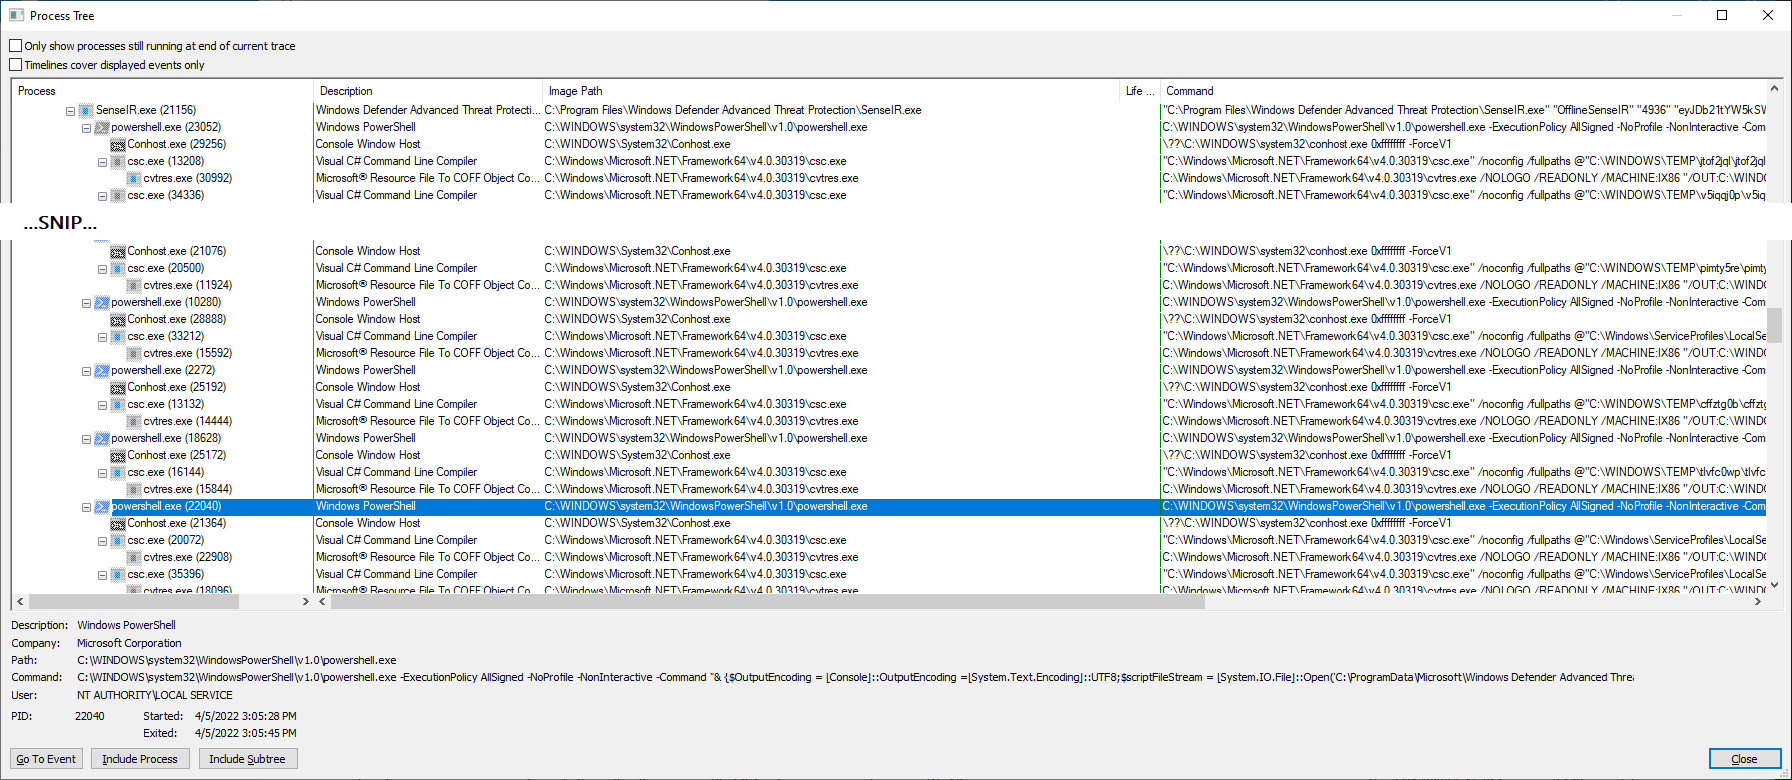 Process Tree
Only show processes still running at end of current trace
Timelines cover displayed events only
Process Description Image Path Life ... Command
SenseIR.exe (21156) Windows Defender Advanced Threat Protecti... C:\Program Files\Windows Defender Advanced Threat Protection\SenseIR.exe "C:\Program Files\Windows Defender Advanced Threat Protection\SenseIR.exe" "OfflineSenseIR" "4936" "eyJDb21tYW5kSW
powershell.exe (23052) Windows PowerShell C:\WINDOWS\system32\WindowsPowerShell\v1.0\powershell.exe C:\WINDOWS\system32\WindowsPowerShell\v1.0\powershell.exe -ExecutionPolicy AllSigned -NoProfile -NonInteractive -Com
Conhost.exe (29256) Console Window Host C:\WINDOWS\System32\Conhost.exe \??\C:\WINDOWS\system32\conhost.exe 0xffffffff -ForceV1
csc.exe (13208) Visual C# Command Line Compiler C:\Windows\Microsoft.NET\Framework64\v4.0.30319\csc.exe "C:\Windows\Microsoft.NET\Framework64\v4.0.30319\csc.exe" /noconfig /fullpaths @"C:\WINDOWS\TEMP\jtof2jql\jtof2jql
cvtres.exe (30992) Microsoft® Resource File To COFF Object Co... C:\Windows\Microsoft.NET\Framework64\v4.0.30319\cvtres.exe C:\Windows\Microsoft.NET\Framework64\v4.0.30319\cvtres.exe /NOLOGO /READONLY /MACHINE:IX86 "/OUT:C:\WINDO
csc.exe (34336) Visual C# Command Line Compiler C:\Windows\Microsoft.NET\Framework64\v4.0.30319\csc.exe "C:\Windows\Microsoft.NET\Framework64\v4.0.30319\csc.exe" /noconfig /fullpaths @"C:\WINDOWS\TEMP\v5iqqj0p\v5iq
...SNIP...
Conhost.exe (21076) Console Window Host C:\WINDOWS\System32\Conhost.exe \??\C:\WINDOWS\system32\conhost.exe 0xffffffff -ForceV1
csc.exe (20500) Visual C# Command Line Compiler C:\Windows\Microsoft.NET\Framework64\v4.0.30319\csc.exe "C:\Windows\Microsoft.NET\Framework64\v4.0.30319\csc.exe" /noconfig /fullpaths @"C:\WINDOWS\TEMP\pimty5re\pimty
cvtres.exe (11924) Microsoft® Resource File To COFF Object Co... C:\Windows\Microsoft.NET\Framework64\v4.0.30319\cvtres.exe C:\Windows\Microsoft.NET\Framework64\v4.0.30319\cvtres.exe /NOLOGO /READONLY /MACHINE:IX86 "/OUT:C:\WINDO
powershell.exe (10280) Windows PowerShell C:\WINDOWS\system32\WindowsPowerShell\v1.0\powershell.exe C:\WINDOWS\system32\WindowsPowerShell\v1.0\powershell.exe -ExecutionPolicy AllSigned -NoProfile -NonInteractive -Com
Conhost.exe (28888) Console Window Host C:\WINDOWS\System32\Conhost.exe \??\C:\WINDOWS\system32\conhost.exe 0xffffffff -ForceV1
csc.exe (33212) Visual C# Command Line Compiler C:\Windows\Microsoft.NET\Framework64\v4.0.30319\csc.exe "C:\Windows\Microsoft.NET\Framework64\v4.0.30319\csc.exe" /noconfig /fullpaths @"C:\Windows\ServiceProfiles\LocalSe
cvtres.exe (15592) Microsoft® Resource File To COFF Object Co... C:\Windows\Microsoft.NET\Framework64\v4.0.30319\cvtres.exe C:\Windows\Microsoft.NET\Framework64\v4.0.30319\cvtres.exe /NOLOGO /READONLY /MACHINE:IX86 "/OUT:C:\WIND
powershell.exe (2272) Windows PowerShell C:\WINDOWS\system32\WindowsPowerShell\v1.0\powershell.exe C:\WINDOWS\system32\WindowsPowerShell\v1.0\powershell.exe -ExecutionPolicy AllSigned -NoProfile -NonInteractive -Com
Conhost.exe (25192) Console Window Host C:\WINDOWS\System32\Conhost.exe \??\C:\WINDOWS\system32\conhost.exe 0xffffffff -ForceV1
csc.exe (13132) Visual C# Command Line Compiler C:\Windows\Microsoft.NET\Framework64\v4.0.30319\csc.exe "C:\Windows\Microsoft.NET\Framework64\v4.0.30319\csc.exe" /noconfig /fullpaths @"C:\WINDOWS\TEMP\cffztg0b\cffztg
cvtres.exe (14444) Microsoft® Resource File To COFF Object Co... C:\Windows\Microsoft.NET\Framework64\v4.0.30319\cvtres.exe C:\Windows\Microsoft.NET\Framework64\v4.0.30319\cvtres.exe /NOLOGO /READONLY /MACHINE:IX86 "/OUT:C:\WINDO
powershell.exe (18628) Windows PowerShell C:\WINDOWS\system32\WindowsPowerShell\v1.0\powershell.exe C:\WINDOWS\system32\WindowsPowerShell\v1.0\powershell.exe -ExecutionPolicy AllSigned -NoProfile -NonInteractive -Com
Conhost.exe (25172) Console Window Host C:\WINDOWS\System32\Conhost.exe \??\C:\WINDOWS\system32\conhost.exe 0xffffffff -ForceV1
csc.exe (16144) Visual C# Command Line Compiler C:\Windows\Microsoft.NET\Framework64\v4.0.30319\csc.exe "C:\Windows\Microsoft.NET\Framework64\v4.0.30319\csc.exe" /noconfig /fullpaths @"C:\WINDOWS\TEMP\tlvfc0wp\tlvfc
cvtres.exe (15844) Microsoft® Resource File To COFF Object Co... C:\Windows\Microsoft.NET\Framework64\v4.0.30319\cvtres.exe C:\Windows\Microsoft.NET\Framework64\v4.0.30319\cvtres.exe /NOLOGO /READONLY /MACHINE:IX86 "/OUT:C:\WINDO
powershell.exe (22040) Windows PowerShell C:\WINDOWS\system32\WindowsPowerShell\v1.0\powershell.exe C:\WINDOWS\system32\WindowsPowerShell\v1.0\powershell.exe -ExecutionPolicy AllSigned -NoProfile -NonInteractive -Com
Conhost.exe (21364) Console Window Host C:\WINDOWS\System32\Conhost.exe \??\C:\WINDOWS\system32\conhost.exe 0xffffffff -ForceV1
csc.exe (20072) Visual C# Command Line Compiler C:\Windows\Microsoft.NET\Framework64\v4.0.30319\csc.exe "C:\Windows\Microsoft.NET\Framework64\v4.0.30319\csc.exe" /noconfig /fullpaths @"C:\Windows\ServiceProfiles\LocalSe
cvtres.exe (22908) Microsoft® Resource File To COFF Object Co... C:\Windows\Microsoft.NET\Framework64\v4.0.30319\cvtres.exe C:\Windows\Microsoft.NET\Framework64\v4.0.30319\cvtres.exe /NOLOGO /READONLY /MACHINE:IX86 "/OUT:C:\WIND
csc.exe (35396) Visual C# Command Line Compiler C:\Windows\Microsoft.NET\Framework64\v4.0.30319\csc.exe "C:\Windows\Microsoft.NET\Framework64\v4.0.30319\csc.exe" /noconfig /fullpaths @"C:\Windows\ServiceProfiles\LocalSe
cvtres.exe (18096) Microsoft® Resource File To COFF Object Co... C:\Windows\Microsoft.NET\Framework64\v4.0.30319\cvtres.exe C:\Windows\Microsoft.NET\Framework64\v4.0.30319\cvtres.exe /NOLOGO /READONLY /MACHINE:IX86 "/OUT:C:\WIND
Description: Windows PowerShell
Company: Microsoft Corporation
Path: C:\WINDOWS\system32\WindowsPowerShell\v1.0\powershell.exe
Command: C:\WINDOWS\system32\WindowsPowerShell\v1.0\powershell.exe -ExecutionPolicy AllSigned -NoProfile -NonInteractive -Command "& {$OutputEncoding = [Console]::OutputEncoding =[System.Text.Encoding]::UTF8;$scriptFileStream = [System.IO.File]::Open('C:\ProgramData\Microsoft\Windows Defender Advanced Threa
User: NT AUTHORITY\LOCAL SERVICE
PID: 22040 Started: 4/5/2022 3:05:28 PM
Exited: 4/5/2022 3:05:45 PM
Go To Event Include Process Include Subtree Close